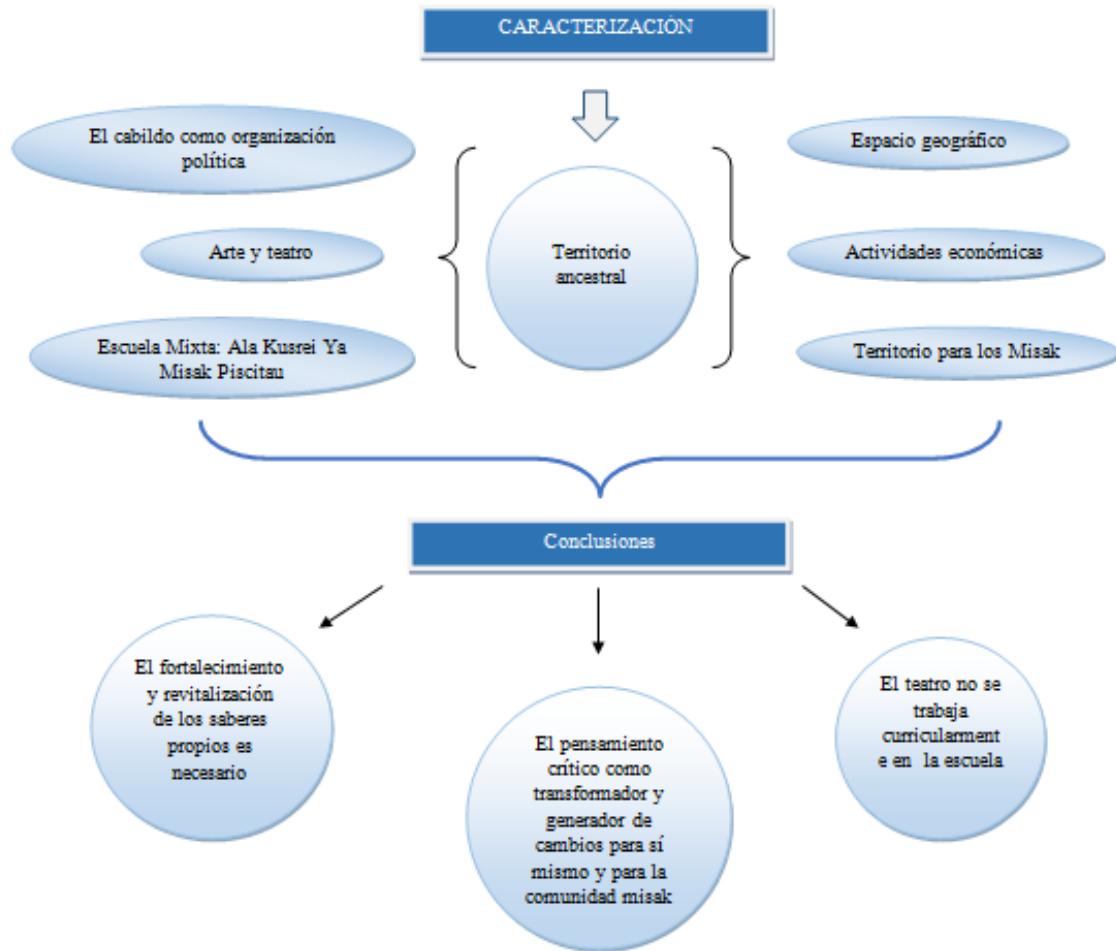 CARACTERIZACIÓN
El cabildo como organización
política
Arte y teatro
Escuela Mixta: Ala Kusrei Ya
Misak Piscitau
Territorio
ancestral
Espacio geográfico
Actividades económicas
Territorio para los Misak
Conclusiones
El fortalecimiento
y revitalización
de los saberes
propios es
necesario
El pensamiento
crítico como
transformador y
generador de
cambios para sí
mismo y para la
comunidad misak
El teatro no se
trabaja
curricularment
e en la escuela